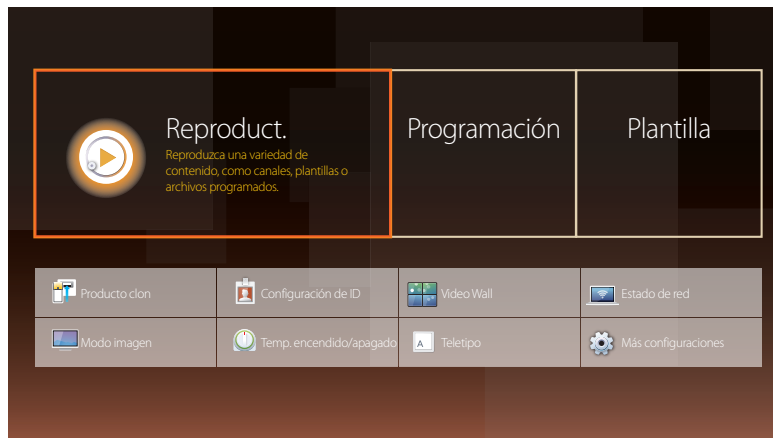 Reproduct.
Reproduzca una variedad de
contenido, como canales, plantillas o
archivos programados.
Programación
Plantilla
Producto clon
Configuración de ID
Video Wall
Estado de red
Modo imagen
Temp. encendido/apagado
A
Teletipo
Más configuraciones